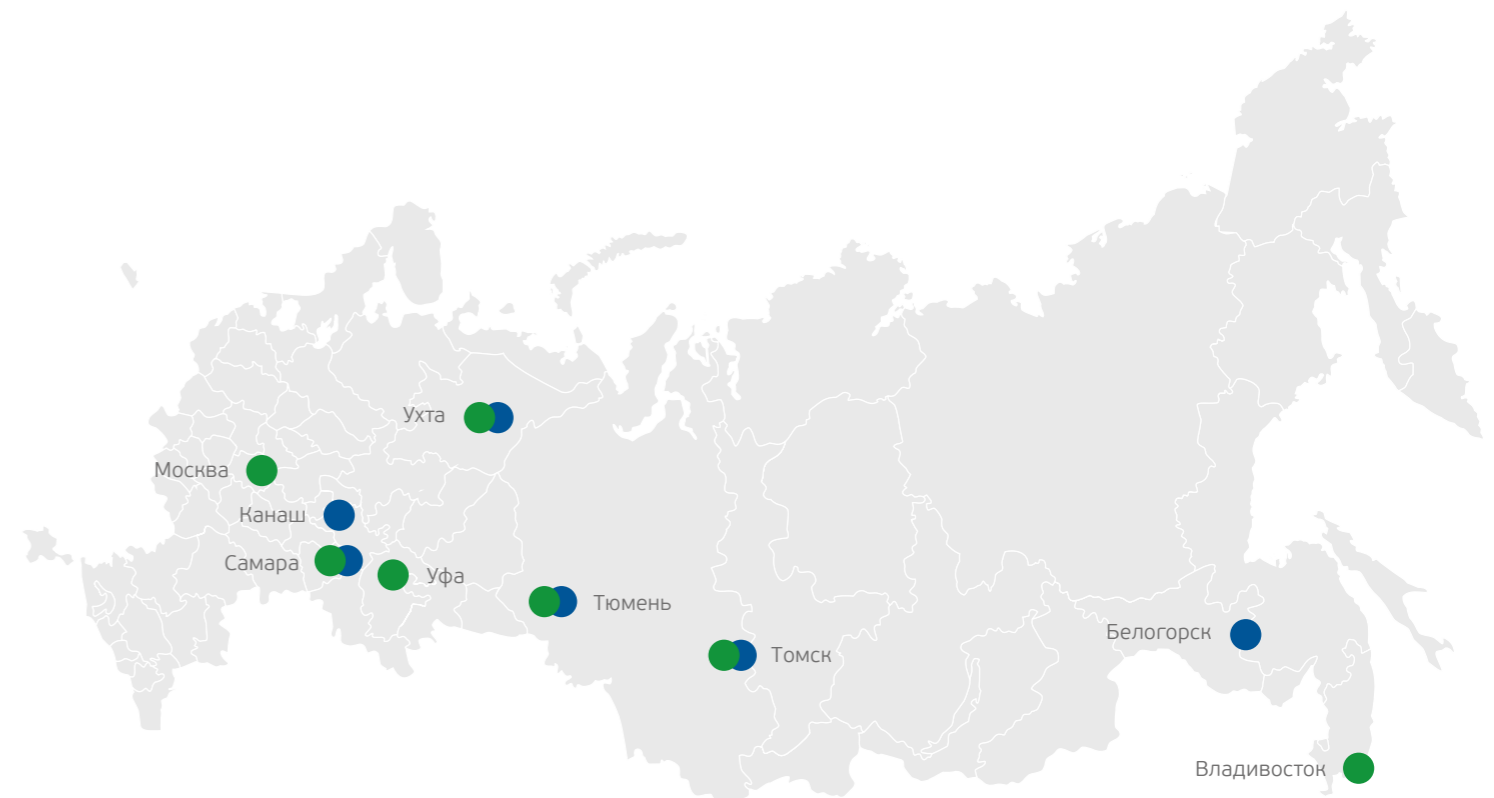 Ухта
Москва
Канаш
Самара
Уфа
Тюмень
Томск
Белогорск
Владивосток